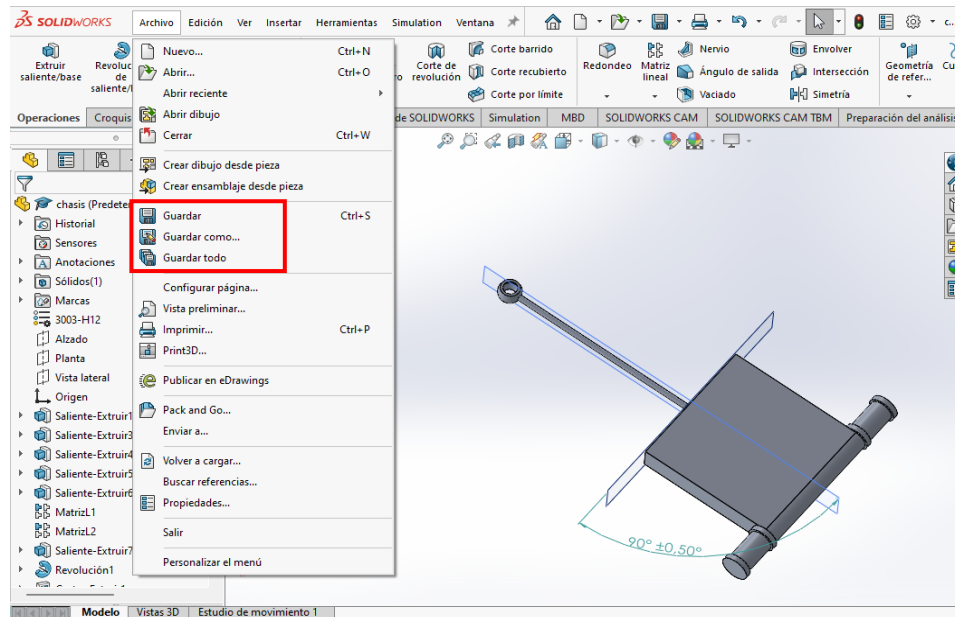 SOLIDWORKS Archivo Edición Ver Insertar Herramientas Simulation Ventana
Extruir saliente/base
Revoluc
de
saliente/
Corte de
revolución
Corte barrido
Corte recubierto
Corte por límite
Redondeo
Matriz lineal
Nervio
Ángulo de salida
Vaciado
Envolver
Intersección
Simetría
Geometría
de refer...
Cu
Operaciones Croquis de SOLIDWORKS Simulation MBD SOLIDWORKS CAM SOLIDWORKS CAM TBM Preparación del análisis
Nuevo... Ctrl+N
Abrir... Ctrl+O
Abrir reciente
Abrir dibujo
Cerrar Ctrl+W
Crear dibujo desde pieza
Crear ensamblaje desde pieza
Guardar Ctrl+S
Guardar como...
Guardar todo
Configurar página...
Vista preliminar...
Imprimir... Ctrl+P
Print3D...
Publicar en eDrawings
Pack and Go...
Enviar a...
Volver a cargar...
Buscar referencias...
Propiedades...
Salir
Personalizar el menú
chasis (Predeter
Historial
Sensores
Anotaciones
Sólidos(1)
Marcas
3003-H12
Alzado
Planta
Vista lateral
Origen
Saliente-Extruir1
Saliente-Extruir3
Saliente-Extruir4
Saliente-Extruir5
Saliente-Extruir6
MatrizL1
MatrizL2
Saliente-Extruir7
Revolución1
90° ±0,50°
Modelo Vistas 3D Estudio de movimiento 1